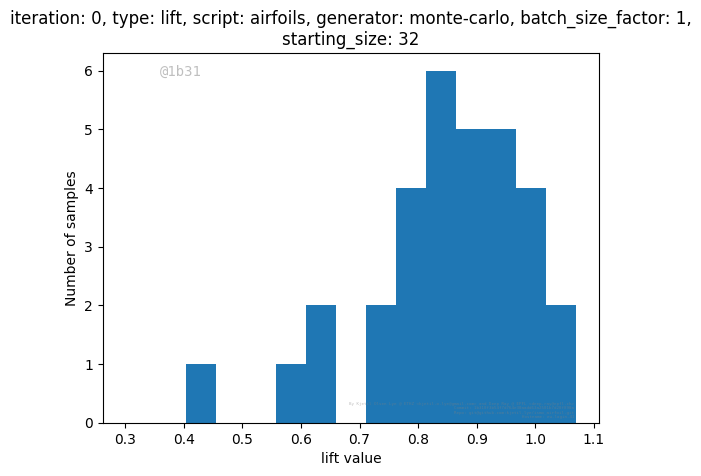 iteration: 0, type: lift, script: airfoils, generator: monte-carlo, batch_size_factor: 1,
starting_size: 32
@1b31
6
5
4
3
2
1
0
Number of samples
0.3 0.4 0.5 0.6 0.7 0.8 0.9 1.0 1.1
lift value